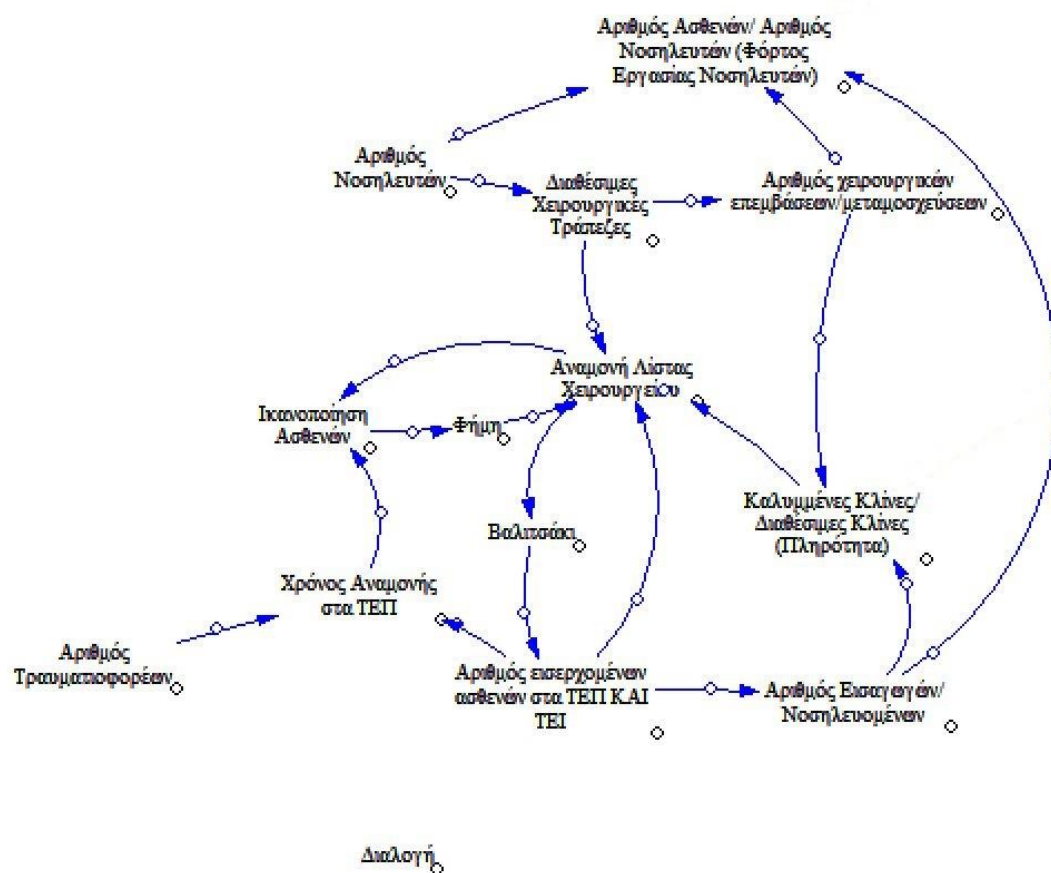 Αριθμός Ασθενών/ Αριθμός
Νοσηλευτών (Φόρτος
Εργασίας Νοσηλευτών)
Αριθμός
Νοσηλευτών
Διαθέσιμες
Χειρουργικές
Τράπεζες
Αριθμός χειρουργικών
επεμβάσεων/μεταμοσχεύσεων
Αναμονή Λίστας
Χειρουργείου
Ικανοποίηση
Ασθενών
Φήμη
Καλυμμένες Κλίνες/
Διαθέσιμες Κλίνες
(Πληρότητα)
Βαλιτσάκι
Χρόνος Αναμονής
στα ΤΕΠ
Αριθμός
Τραυματιοφορέων
Αριθμός εισερχομένων
ασθενών στα ΤΕΠ ΚΑΙ
ΤΕΙ
Αριθμός Εισαγωγών/
Νοσηλευομένων
Διαλογή